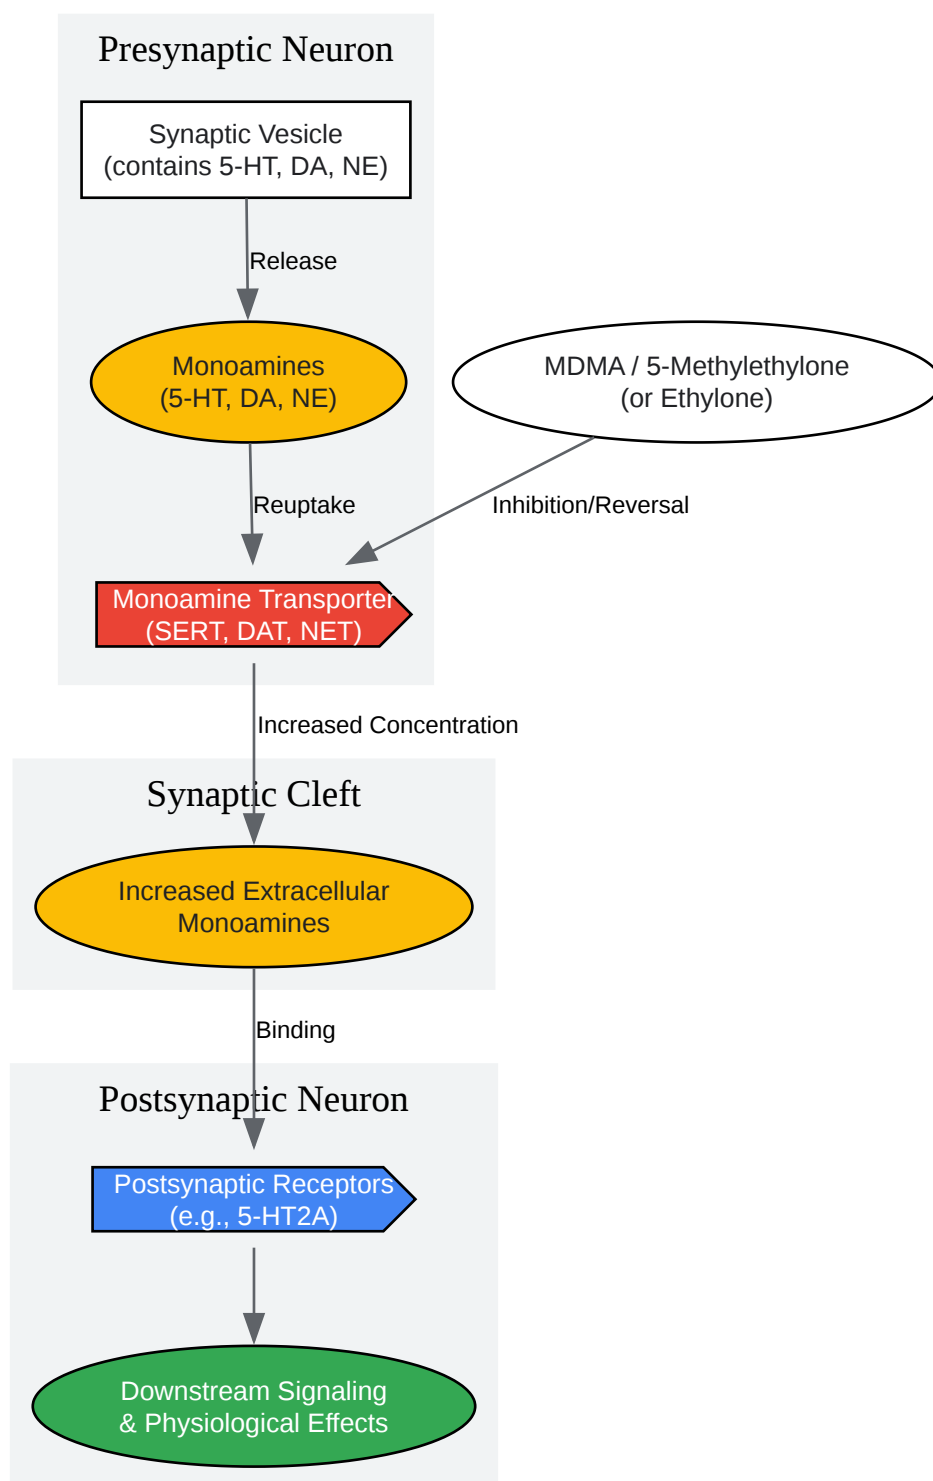 Presynaptic Neuron
Synaptic Vesicle
(contains 5-HT, DA, NE)
Release
Monoamines
(5-HT, DA, NE)
MDMA / 5-Methylethylone
(or Ethylone)
Reuptake
Inhibition/Reversal
Monoamine Transporter
(SERT, DAT, NET)
Increased Concentration
Synaptic Cleft
Increased Extracellular
Monoamines
Binding
Postsynaptic Neuron
Postsynaptic Receptors
(e.g., 5-HT2A)
Downstream Signaling
& Physiological Effects